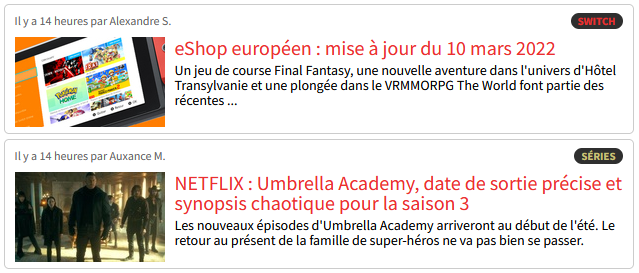 Il y a 14 heures par Alexandre S.
SWITCH
eShop européen : mise à jour du 10 mars 2022
Un jeu de course Final Fantasy, une nouvelle aventure dans l'univers d'Hôtel
Transylvanie et une plongée dans le VRMMORPG The World font partie des
récentes ...
Pokémon
HOME
Il y a 14 heures par Auxance M.
SÉRIES
NETFLIX : Umbrella Academy, date de sortie précise et
synopsis chaotique pour la saison 3
Les nouveaux épisodes d'Umbrella Academy arriveront au début de l'été. Le
retour au présent de la famille de super-héros ne va pas bien se passer.